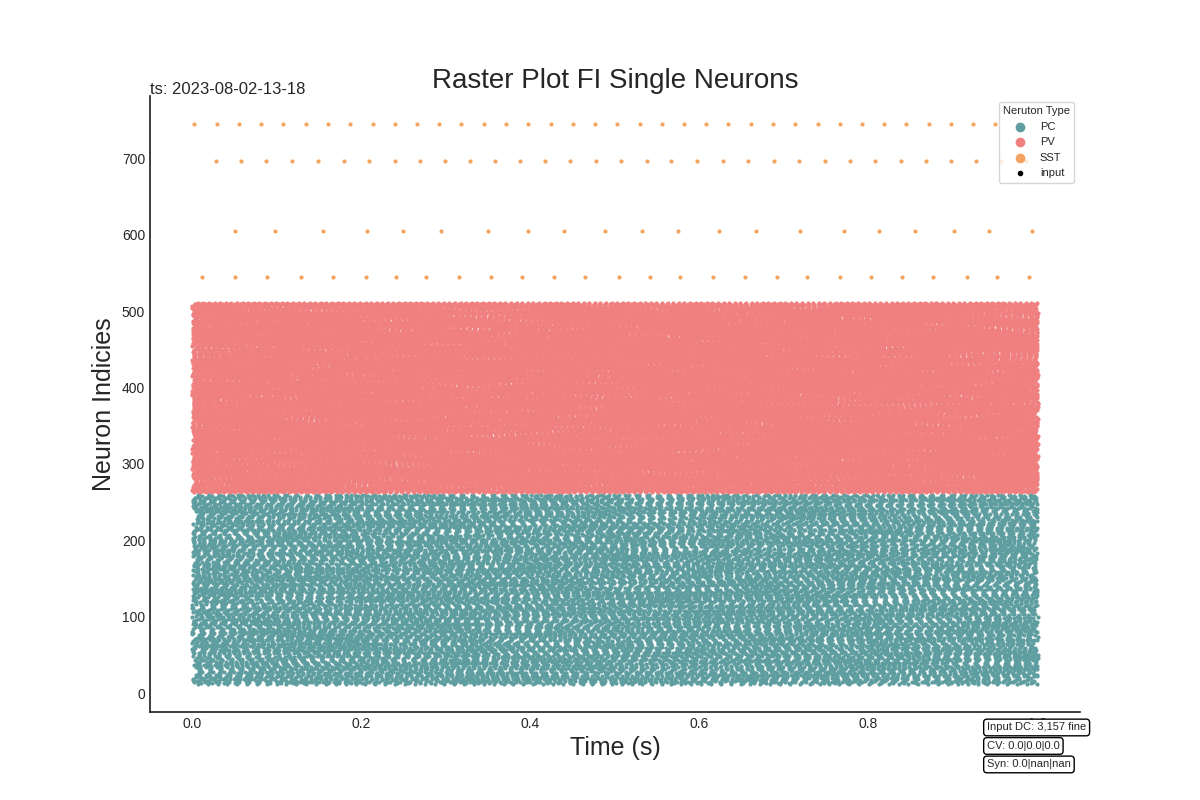 Raster Plot FI Single Neurons
ts: 2023-08-02-13-18
Neruton Type
PC
PV
SST
input
700
600
500
400
300
200
100
0
Neuron Indicies
0.0 0.2 0.4 0.6 0.8
Time (s)
Input DC: 3,157 fine
CV: 0.0|0.0|0.0
Syn: 0.0|nan|nan